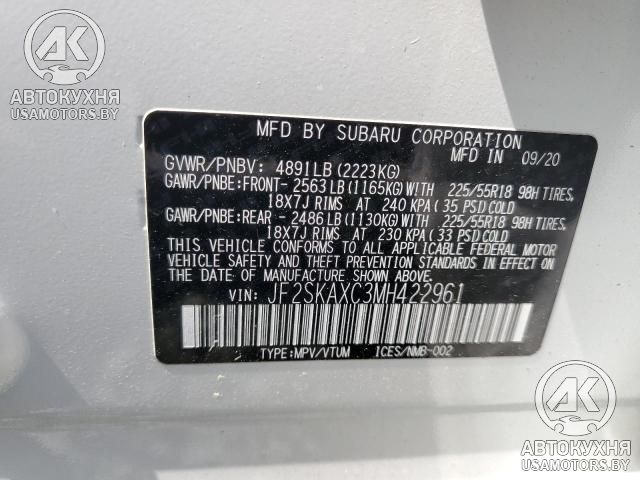 AK
АВТОКУХНЯ
USAMOTORS.BY
MFD BY SUBARU CORPORATION
GVWR/PNBV: 4891LB (2223KG) MFD IN 09/20
GAWR/PNBE:FRONT- 2563LB (1165KG) WITH 225/55R18 98H TIRES,
18X7J RIMS AT 240 KPA( 35 PSI) COLD
GAWR/PNBE:REAR - 2486LB (1130KG) WITH 225/55R18 98H TIRES,
18X7J RIMS AT 230 KPA( 33 PSI) COLD
THIS VEHICLE CONFORMS TO ALL APPLICABLE FEDERAL MOTOR
VEHICLE SAFETY AND THEFT PREVENTION STANDARDS IN
EFFECT ON THE DATE OF MANUFACTURE SHOWN ABOVE.
VIN: JF2SKAXC3MH422961
TYPE:MPV/VTUM ICES/NMB-002
AK
АВТОКУХНЯ
USAMOTORS.BY